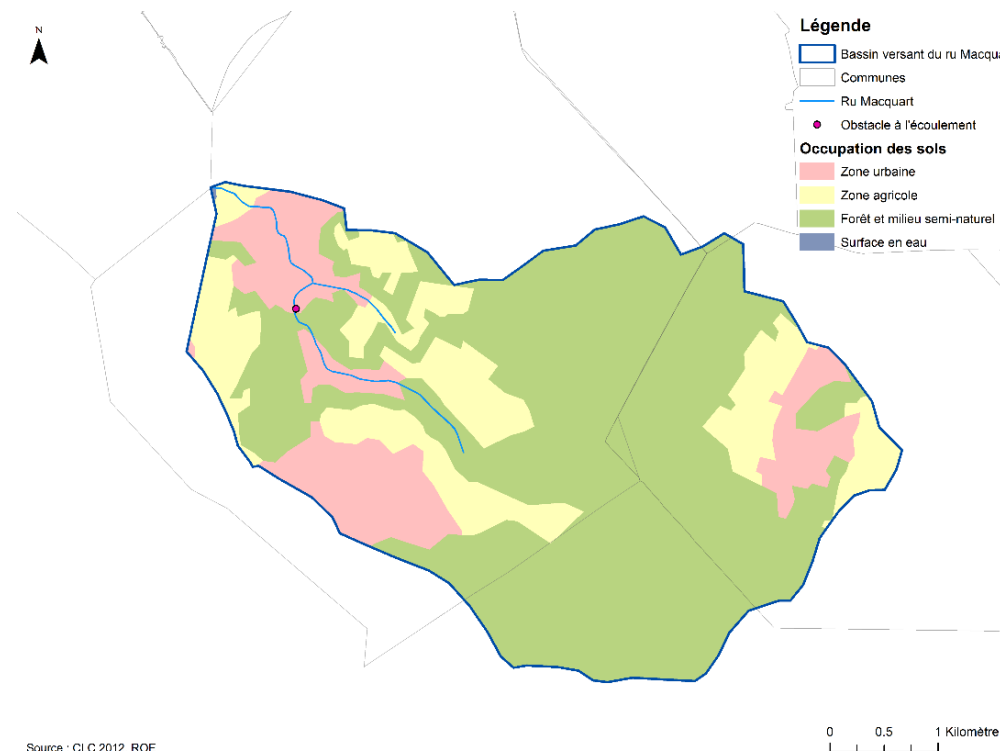 N
Légende
Bassin versant du ru Macqua
Communes
Ru Macquart
Obstacle à l'écoulement
Occupation des sols
Zone urbaine
Zone agricole
Forêt et milieu semi-naturel
Surface en eau
0 0.5 1 Kilomètre
Source : CLC 2012, ROE